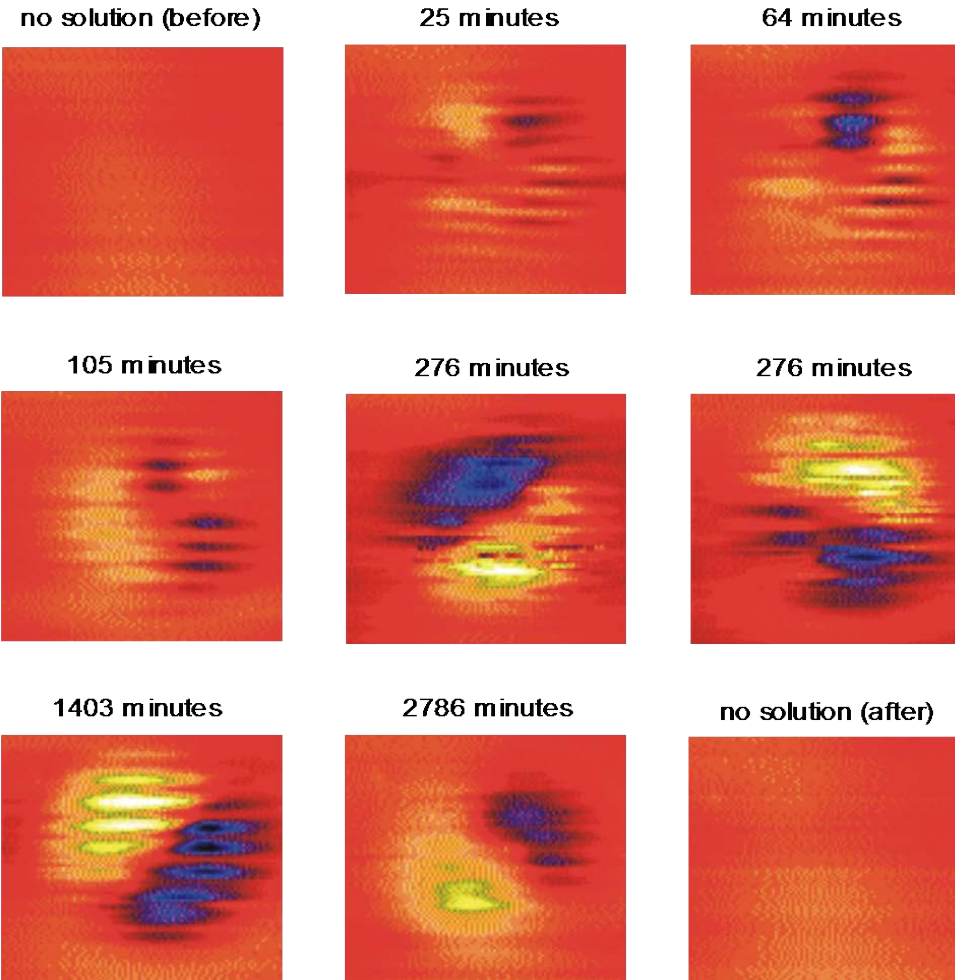 no solution (before)
25 minutes
64 minutes
105 minutes
276 minutes
276 minutes
1403 minutes
2786 minutes
no solution (after)